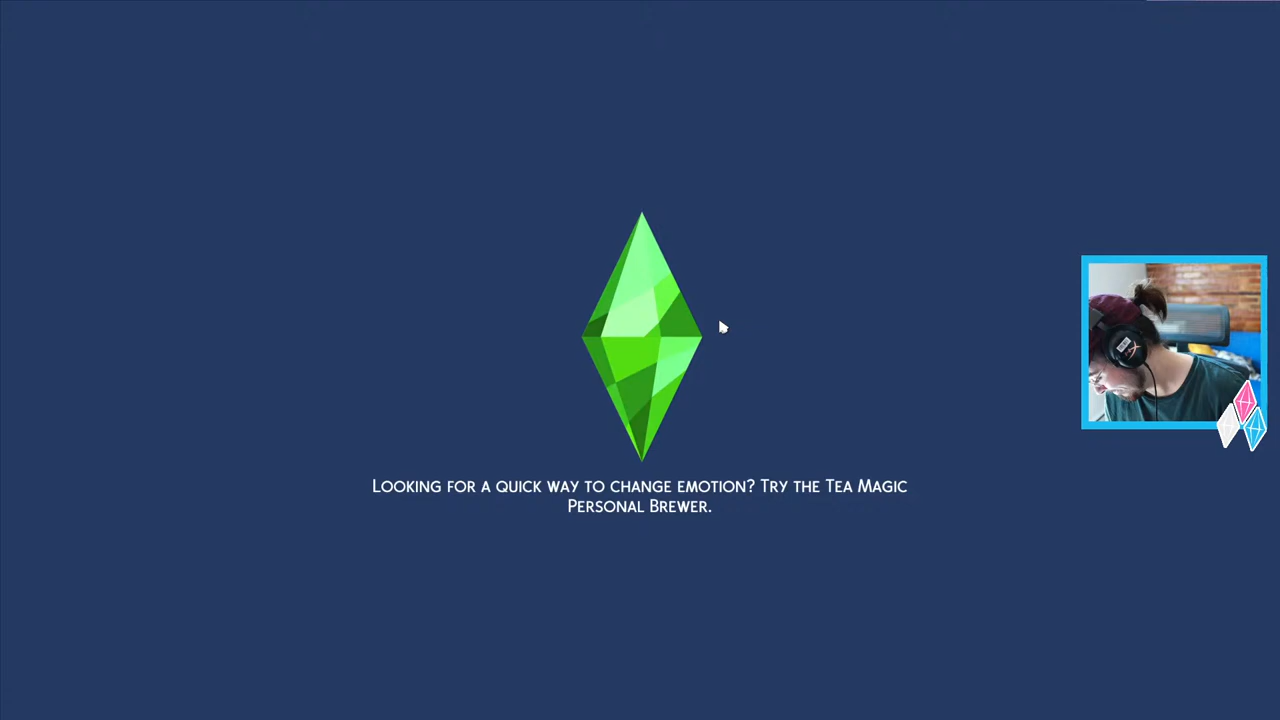 Looking for a quick way to change emotion? Try the Tea Magic
Personal Brewer.